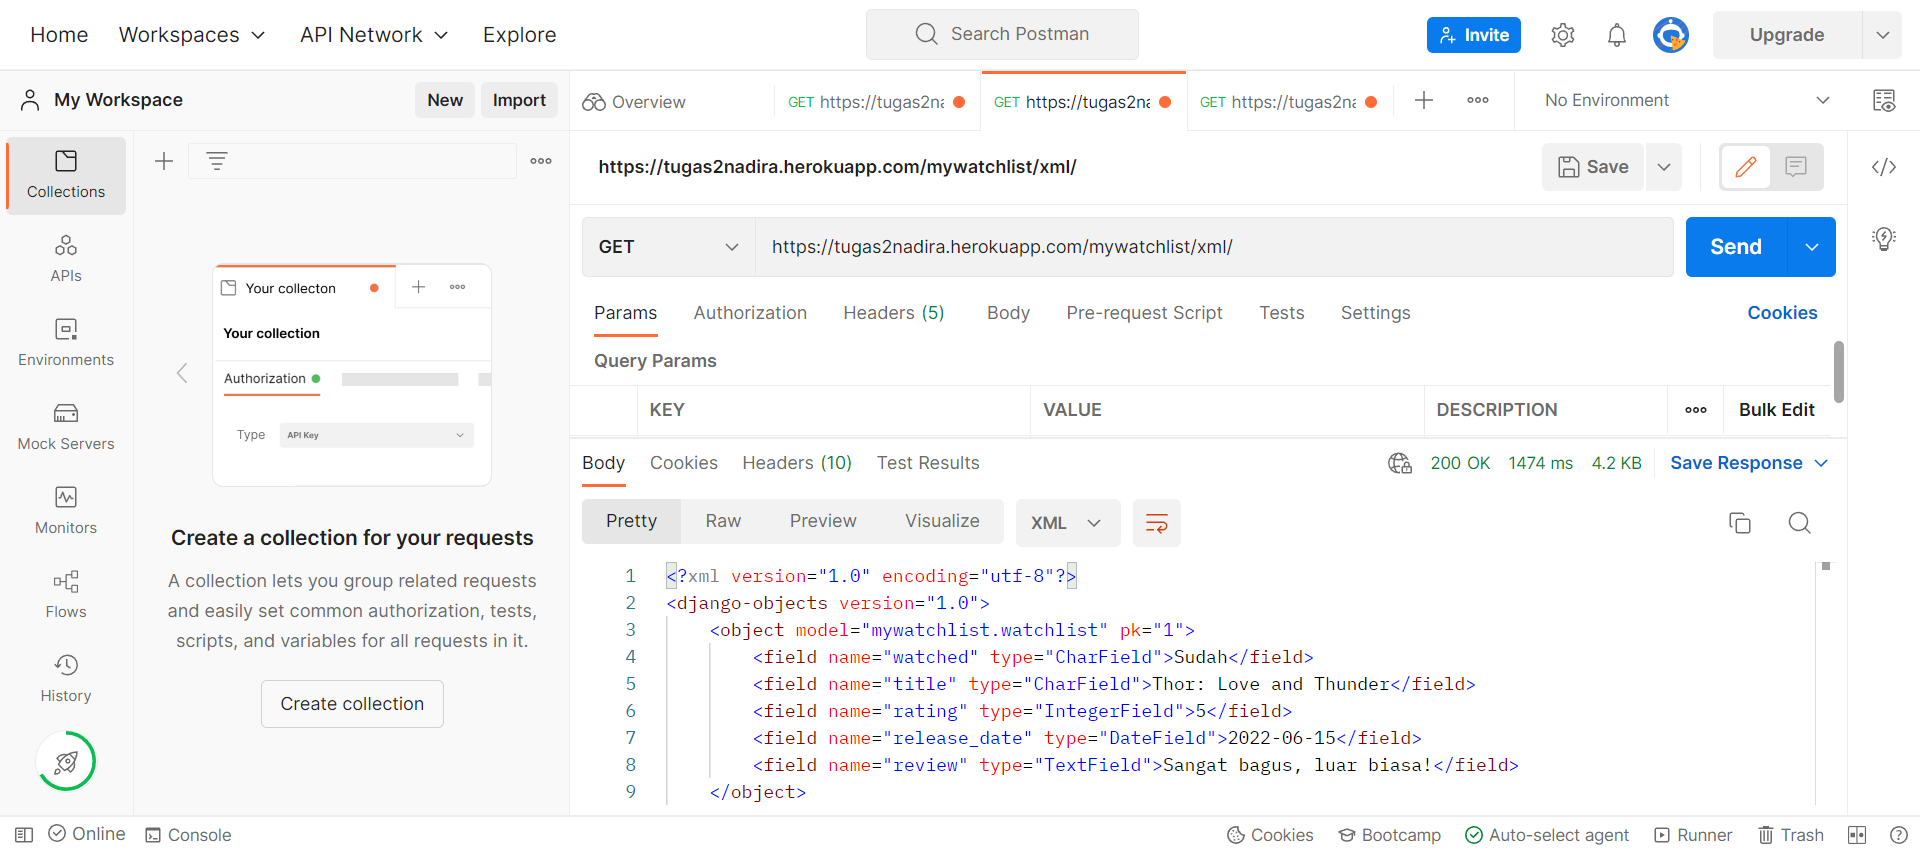 Home Workspaces API Network Explore Search Postman Invite Upgrade
My Workspace New Import
Overview GET https://tugas2na GET https://tugas2na GET https://tugas2na No Environment
Collections
APIs
Environments
Mock Servers
Monitors
Flows
History
Your collecton
Your collection
Authorization
Type API Key
Create a collection for your requests
A collection lets you group related requests
and easily set common authorization, tests,
scripts, and variables for all requests in it.
Create collection
https://tugas2nadira.herokuapp.com/mywatchlist/xml/ Save
GET https://tugas2nadira.herokuapp.com/mywatchlist/xml/ Send
Params Authorization Headers (5) Body Pre-request Script Tests Settings Cookies
Query Params
KEY VALUE DESCRIPTION Bulk Edit
Body Cookies Headers (10) Test Results 200 OK 1474 ms 4.2 KB Save Response
Pretty Raw Preview Visualize XML
1 <?xml version="1.0" encoding="utf-8"?>
2 <django-objects version="1.0">
3 <object model="mywatchlist.watchlist" pk="1">
4 <field name="watched" type="CharField">Sudah</field>
5 <field name="title" type="CharField">Thor: Love and Thunder</field>
6 <field name="rating" type="IntegerField">5</field>
7 <field name="release_date" type="DateField">2022-06-15</field>
8 <field name="review" type="TextField">Sangat bagus, luar biasa!</field>
9 </object>
Online Console Cookies Bootcamp Auto-select agent Runner Trash